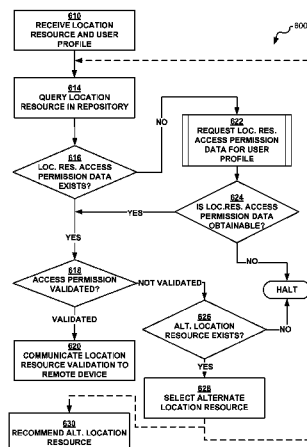 610
RECEIVE LOCATION
RESOURCE AND USER
PROFILE
600
614
QUERY LOCATION
RESOURCE IN REPOSITORY
NO
622
REQUEST LOC. RES.
ACCESS PERMISSION
DATA FOR USER
PROFILE
616
LOC. RES. ACCESS
PERMISSION DATA
EXISTS?
624
IS LOC.RES. ACCESS
PERMISSION DATA
OBTAINABLE?
YES
YES
NO
618
ACCESS PERMISSION
VALIDATED?
NOT VALIDATED
HALT
VALIDATED
626
ALT. LOCATION
RESOURCE EXISTS?
NO
620
COMMUNICATE LOCATION
RESOURCE VALIDATION TO
REMOTE DEVICE
YES
628
SELECT ALTERNATE
LOCATION RESOURCE
630
RECOMMEND ALT. LOCATION
RESOURCE